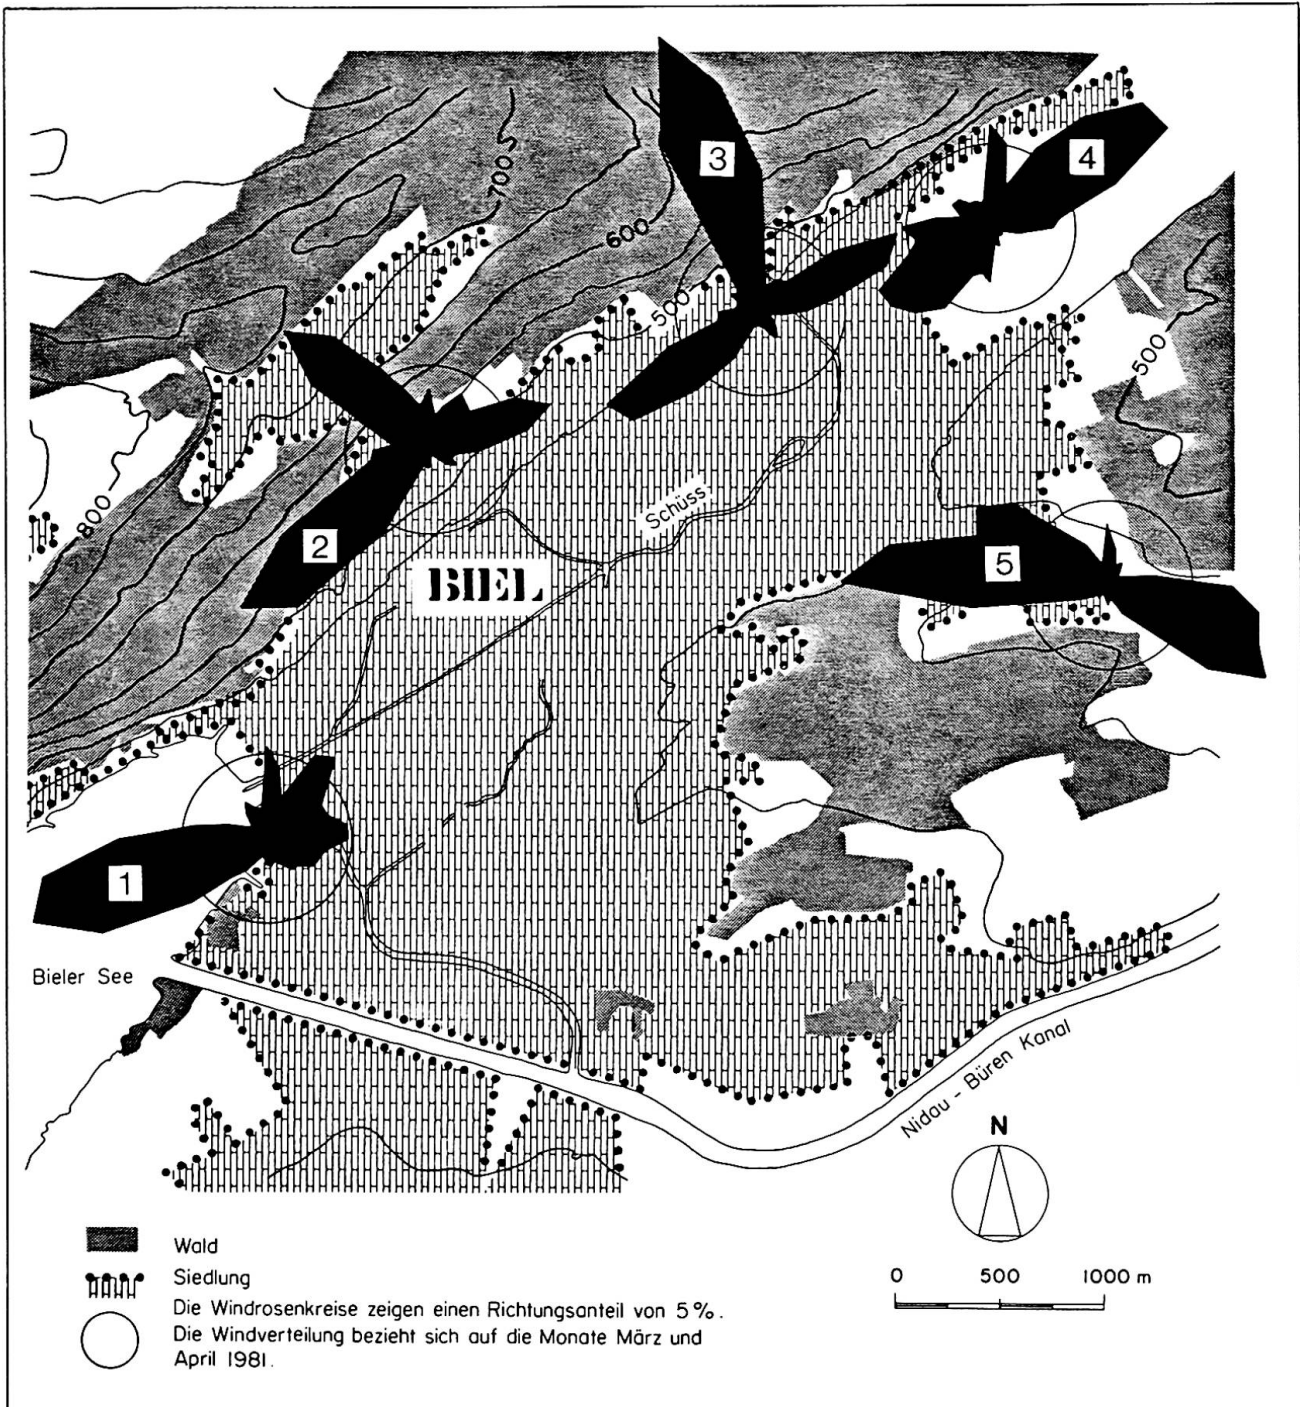 3
4
700
600
500
500
2
800
Schüss
5
BIEL
1
Bieler See
Nidau - Büren Kanal
N
0 500 1000 m
Wald
Siedlung
Die Windrosenkreise zeigen einen Richtungsanteil von 5%.
Die Windverteilung bezieht sich auf die Monate März und
April 1981.